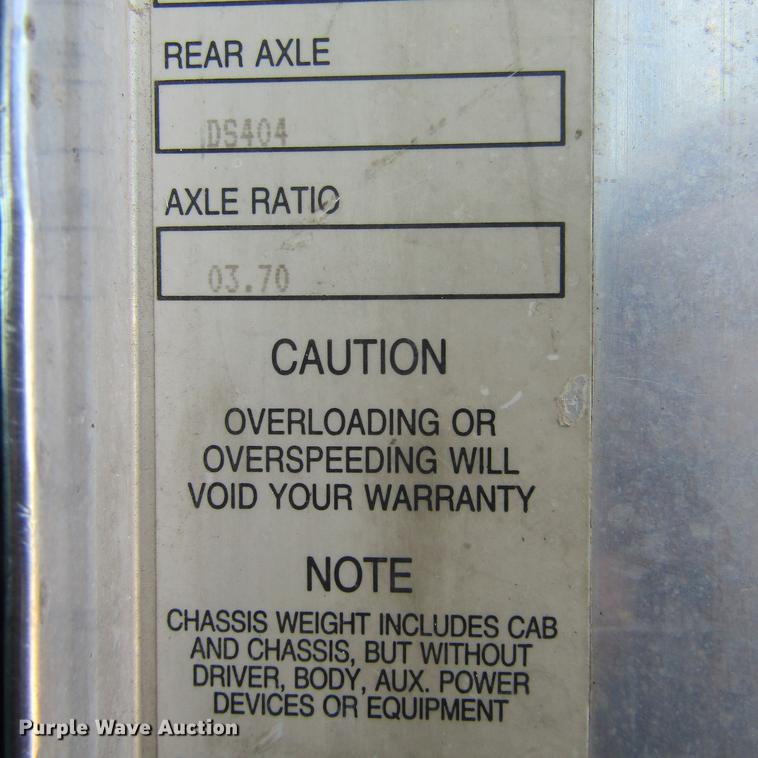 REAR AXLE
DS404
AXLE RATIO
03.70
CAUTION
OVERLOADING OR
OVERSPEEDING WILL
VOID YOUR WARRANTY
NOTE
CHASSIS WEIGHT INCLUDES CAB
AND CHASSIS, BUT WITHOUT
DRIVER, BODY, AUX. POWER
DEVICES OR EQUIPMENT
Purple Wave Auction